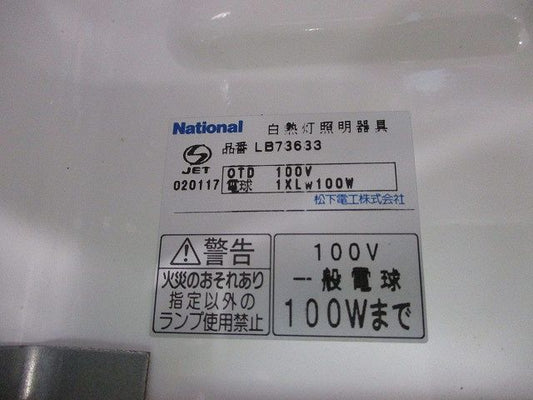 National 白熱灯照明器具
品番 LB73633
JET
OTD 100V
020117 電球 1XLw100W
松下電工株式会社
警告
火災のおそれあり
指定以外の
ランプ使用禁止
100V
一般電球
100Wまで